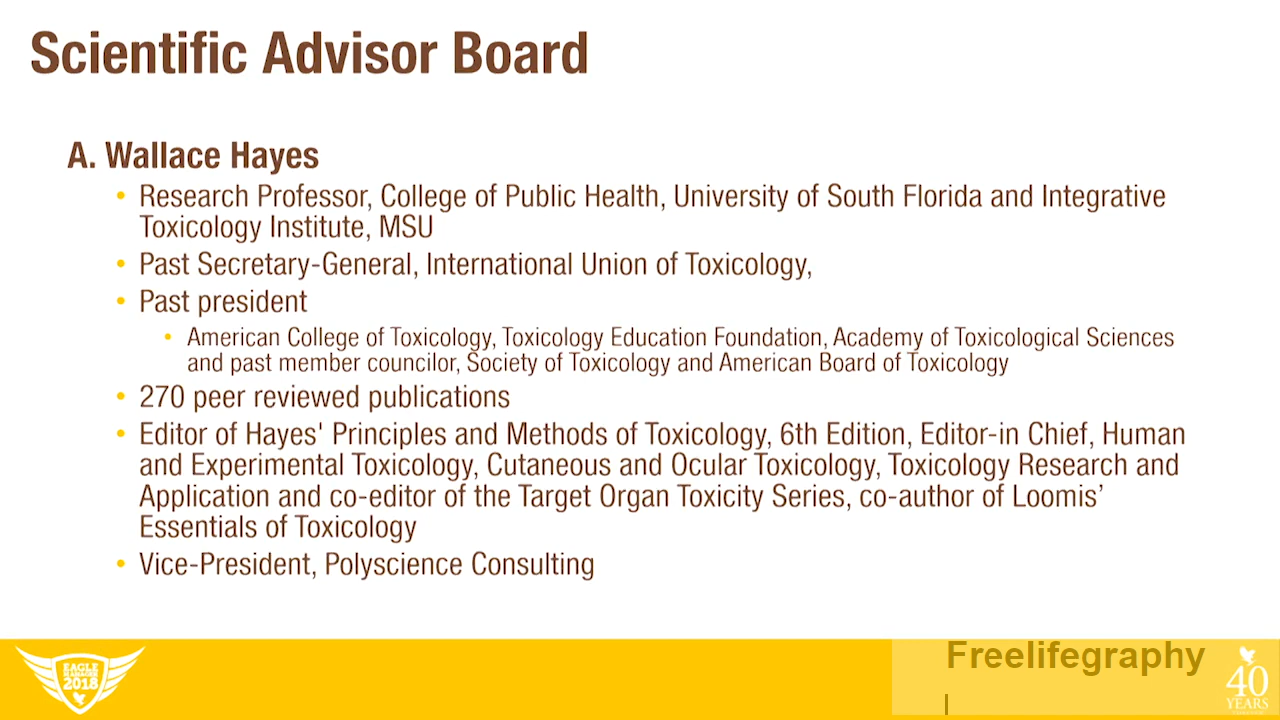 Scientific Advisor Board
A. Wallace Hayes
• Research Professor, College of Public Health, University of South Florida and Integrative
Toxicology Institute, MSU
• Past Secretary-General, International Union of Toxicology,
• Past president
• American College of Toxicology, Toxicology Education Foundation, Academy of Toxicological Sciences
and past member councilor, Society of Toxicology and American Board of Toxicology
• 270 peer reviewed publications
• Editor of Hayes' Principles and Methods of Toxicology, 6th Edition, Editor-in Chief, Human
and Experimental Toxicology, Cutaneous and Ocular Toxicology, Toxicology Research and
Application and co-editor of the Target Organ Toxicity Series, co-author of Loomis’
Essentials of Toxicology
• Vice-President, Polyscience Consulting
EAGLE
MANAGER
2018
Freelifegraphy
40
YEARS